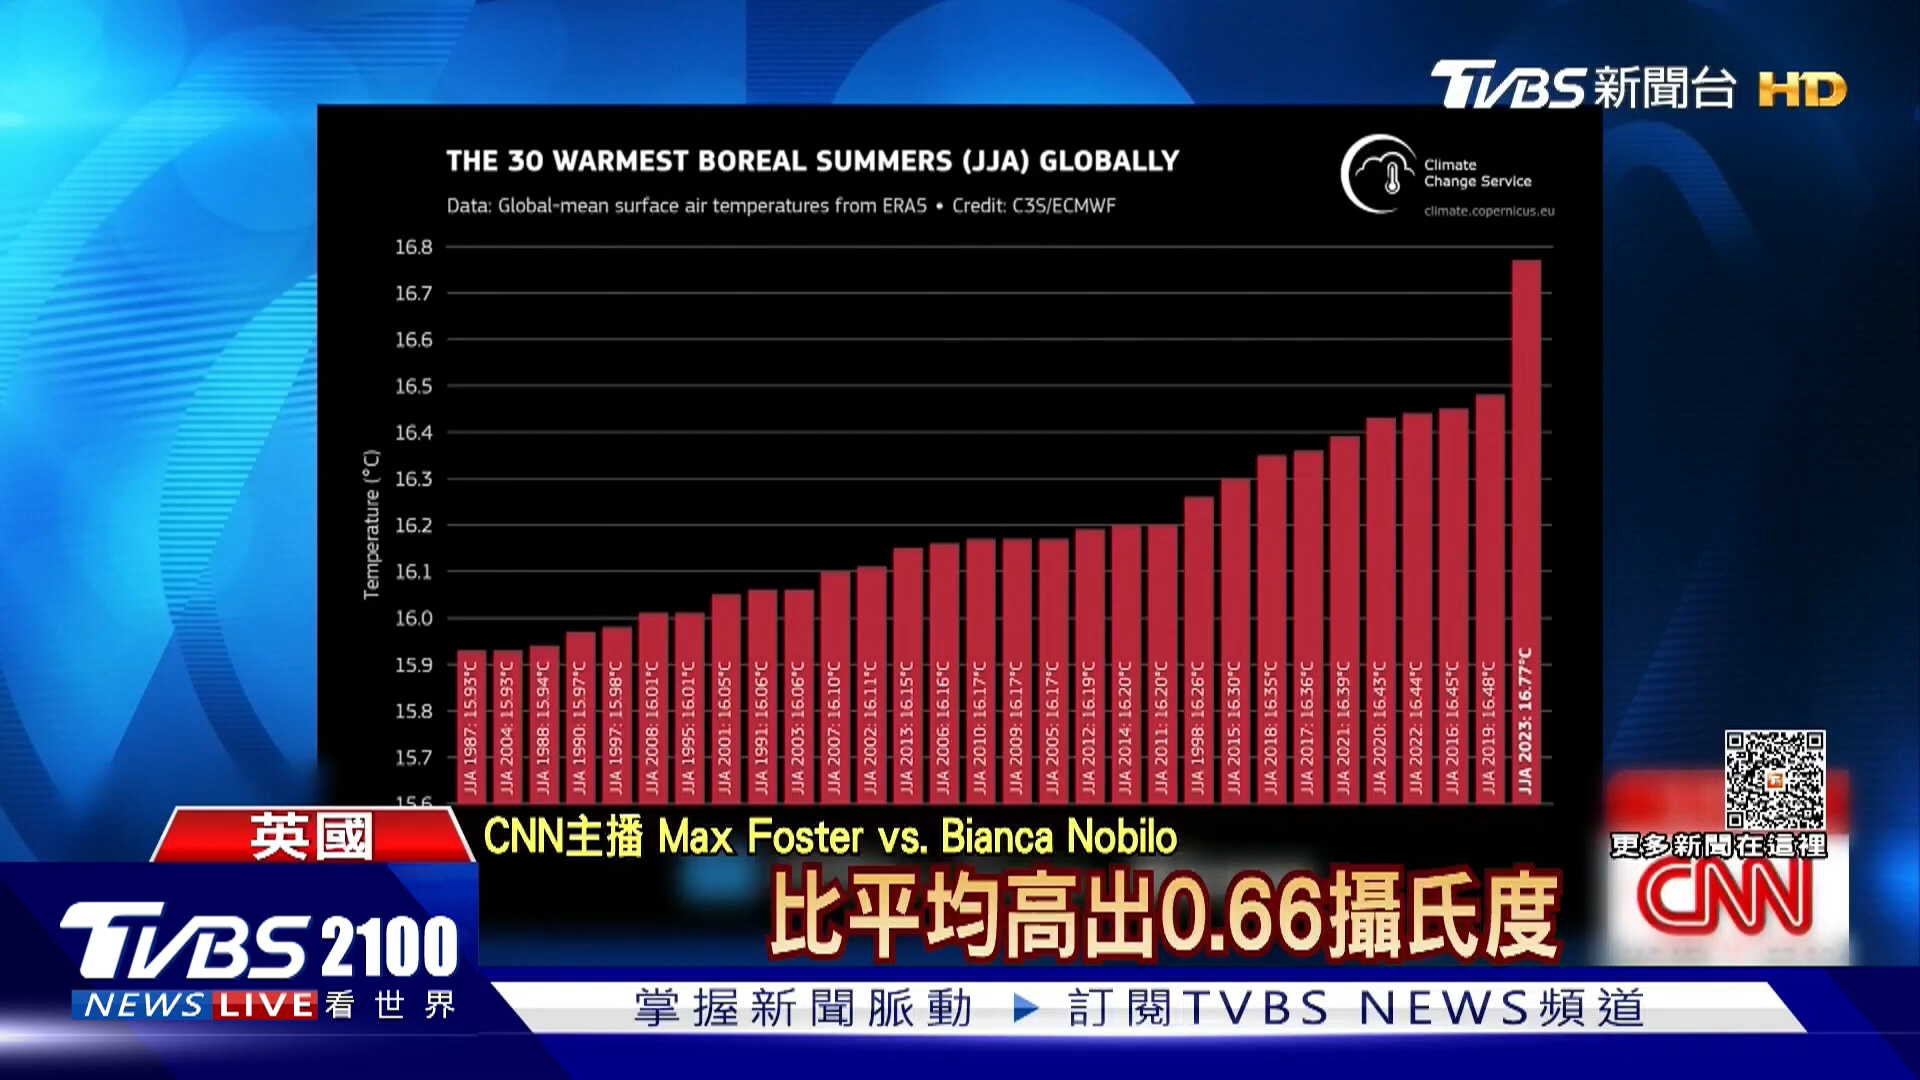 TVBS新聞台 HD
THE 30 WARMEST BOREAL SUMMERS (JJA) GLOBALLY
Data: Global-mean surface air temperatures from ERA5 • Credit: C3S/ECMWF
Climate
Change Service
climate.copernicus.eu
Temperature (°C)
16.8
16.7
16.6
16.5
16.4
16.3
16.2
16.1
16.0
15.9
15.8
15.7
15.6
JJA 1987: 15.93°C
JJA 2004: 15.93°C
JJA 1988: 15.94°C
JJA 1990: 15.97°C
JJA 1997: 15.98°C
JJA 2008: 16.01°C
JJA 1995: 16.01°C
JJA 2001: 16.05°C
JJA 1991: 16.06°C
JJA 2003: 16.06°C
JJA 2007: 16.10°C
JJA 2002: 16.11°C
JJA 2013: 16.15°C
JJA 2006: 16.16°C
JJA 2010: 16.17°C
JJA 2009: 16.17°C
JJA 2005: 16.17°C
JJA 2012: 16.19°C
JJA 2014: 16.20°C
JJA 2011: 16.20°C
JJA 1998: 16.26°C
JJA 2015: 16.30°C
JJA 2018: 16.35°C
JJA 2017: 16.36°C
JJA 2021: 16.39°C
JJA 2020: 16.43°C
JJA 2022: 16.44°C
JJA 2016: 16.45°C
JJA 2019: 16.48°C
JJA 2023: 16.77°C
英國
CNN主播 Max Foster vs. Bianca Nobilo
更多新聞在這裡
CNN
比平均高出0.66攝氏度
TVBS 2100
NEWS LIVE 看世界
掌握新聞脈動 ▶ 訂閱TVBS NEWS頻道